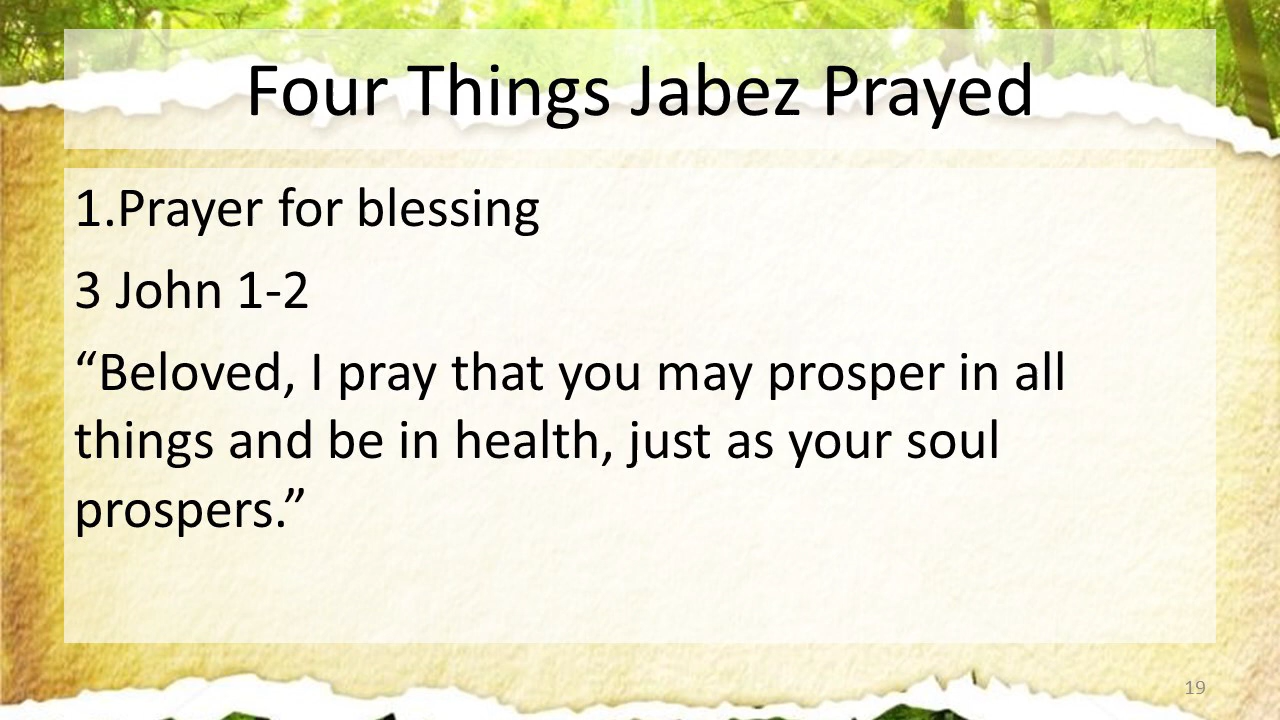 Four Things Jabez Prayed
1.Prayer for blessing
3 John 1-2
“Beloved, I pray that you may prosper in all
things and be in health, just as your soul
prospers.”
19